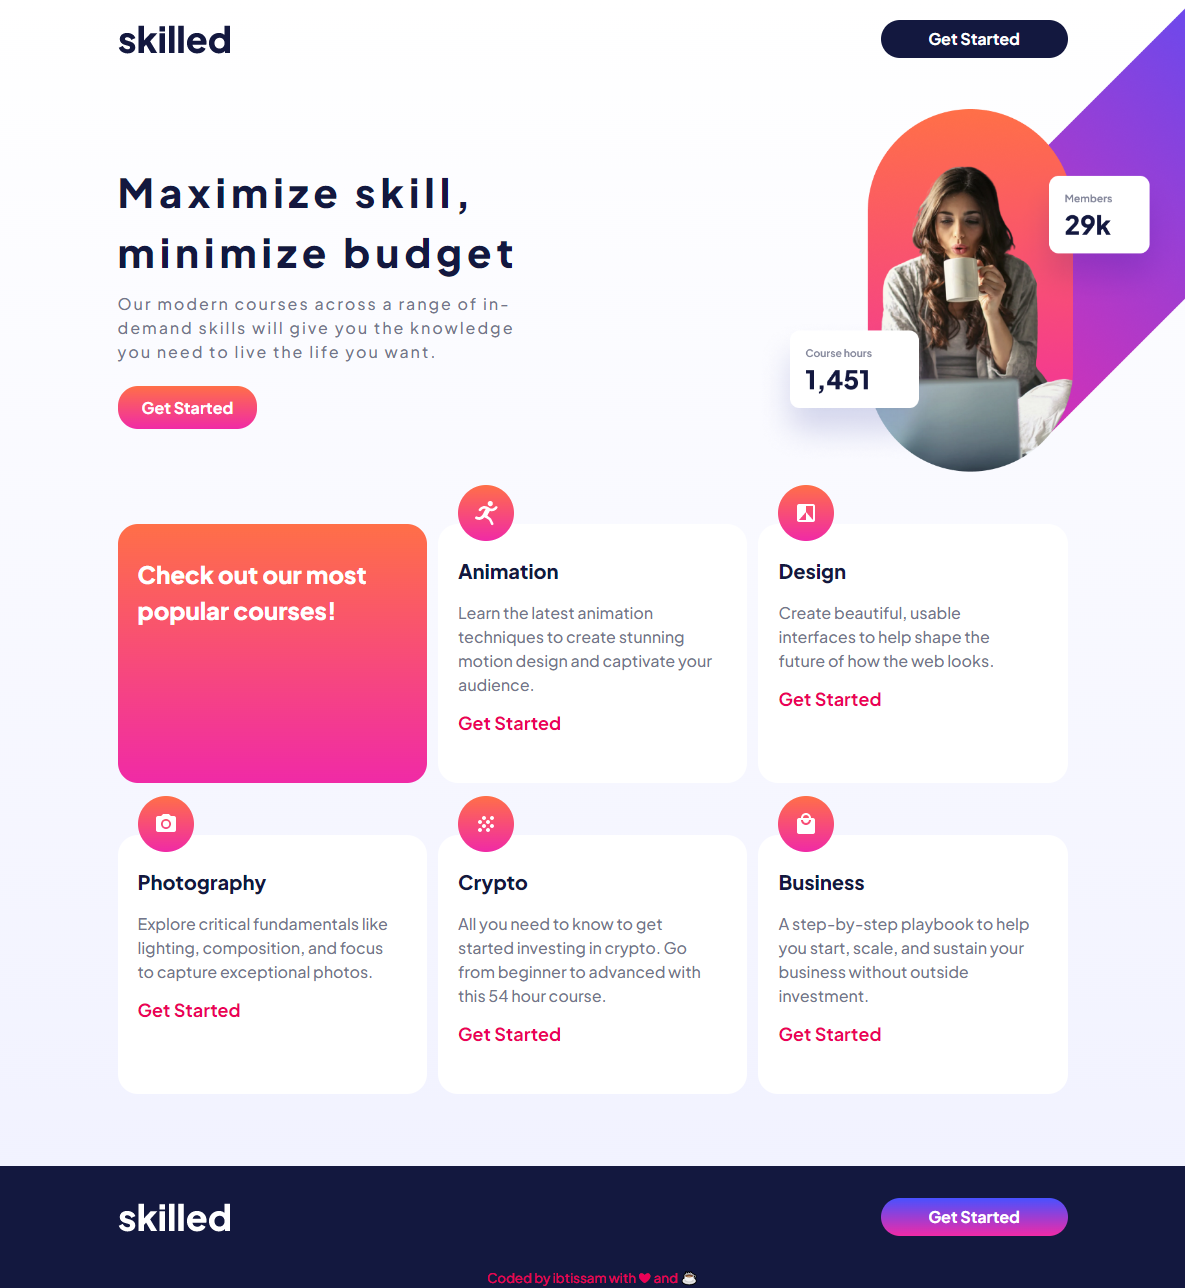 skilled
Get Started
Maximize skill,
minimize budget
Our modern courses across a range of in-
demand skills will give you the knowledge
you need to live the life you want.
Get Started
Members
29k
Course hours
1,451
Check out our most
popular courses!
Animation
Learn the latest animation
techniques to create stunning
motion design and captivate your
audience.
Get Started
Design
Create beautiful, usable
interfaces to help shape the
future of how the web looks.
Get Started
Photography
Explore critical fundamentals like
lighting, composition, and focus
to capture exceptional photos.
Get Started
Crypto
All you need to know to get
started investing in crypto. Go
from beginner to advanced with
this 54 hour course.
Get Started
Business
A step-by-step playbook to help
you start, scale, and sustain your
business without outside
investment.
Get Started
skilled
Get Started
Coded by ibtissam with ❤ and ☕